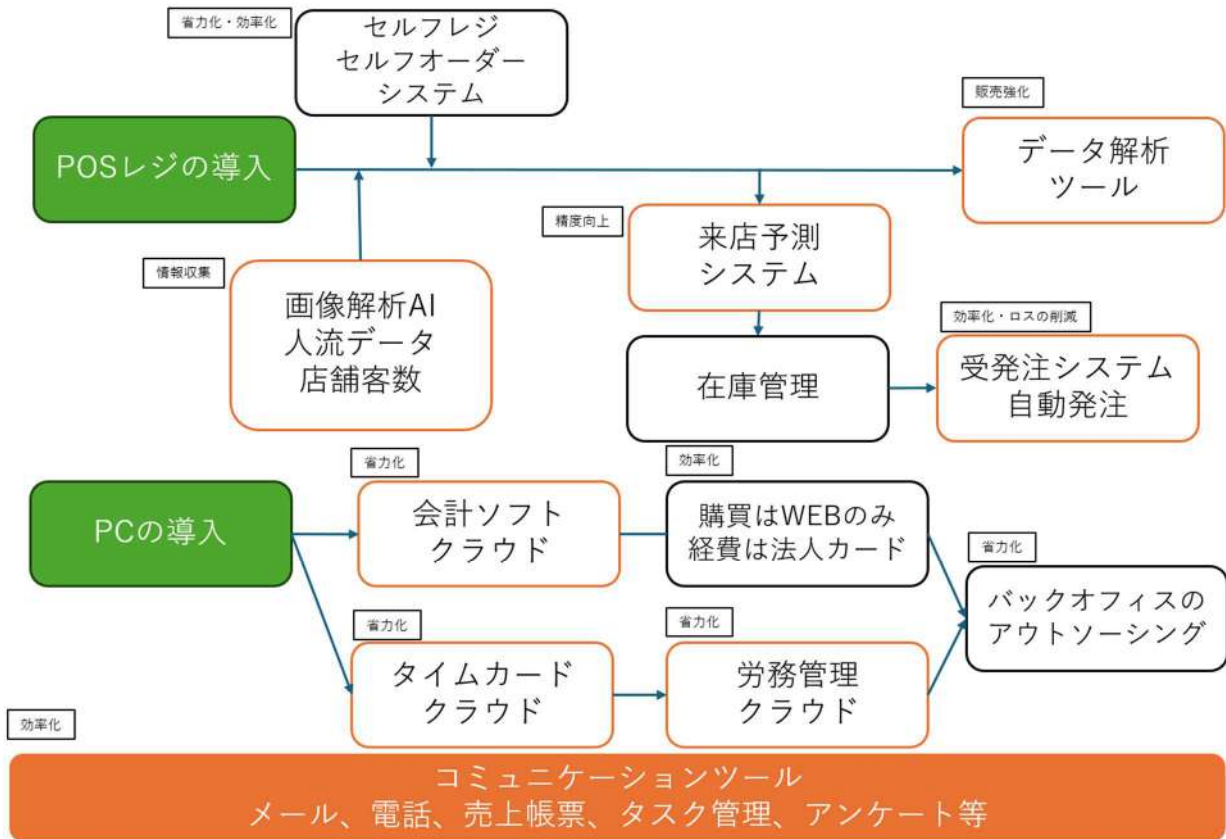 省力化・効率化
セルフレジ
セルフオーダー
システム
販売強化
POSレジの導入
データ解析
ツール
精度向上
来店予測
システム
情報収集
画像解析AI
人流データ
店舗客数
効率化・ロスの削減
在庫管理
受発注システム
自動発注
省力化
効率化
PCの導入
会計ソフト
クラウド
購買はWEBのみ
経費は法人カード
省力化
バックオフィスの
アウトソーシング
省力化
省力化
タイムカード
クラウド
労務管理
クラウド
効率化
コミュニケーションツール
メール、電話、売上帳票、タスク管理、アンケート等